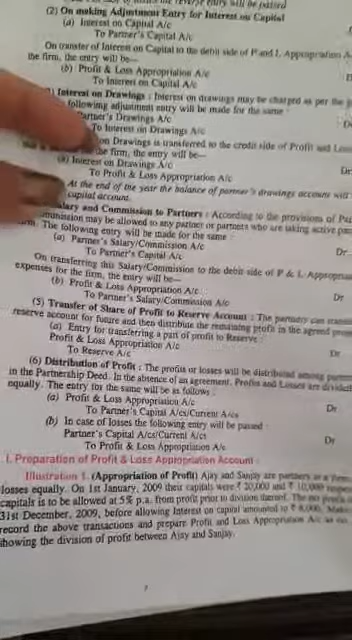 (2) On making Adjustment Entry for Interest on Capital
(a) Interest on Capital A/c
To Partner's Capital A/c
On transfer of Interest on Capital to the debit side of P and L Appropriation
the firm, the entry will be—
(b) Profit & Loss Appropriation A/c
To Interest on Capital A/c
Interest on Drawings : Interest on drawings may be charged as per the
following adjustment entry will be made for the same
Partner's Drawings A/c
To Interest on Drawings A/c
on Drawings is transferred to the credit side of Profit and Loss
the firm, the entry will be—
Interest on Drawings A/c
Dr
To Profit & Loss Appropriation A/c
At the end of the year the balance of partner's drawings account will
capital account.
Salary and Commission to Partners : According to the provisions of
commission may be allowed to any partner or partners who are taking active
The following entry will be made for the same
(a) Partner's Salary/Commission A/c
Dr
To Partner's Capital A/c
On transferring this Salary/Commission to the debit side of P & L
expenses for the firm, the entry will be—
(b) Profit & Loss Appropriation A/c
Dr
To Partner's Salary/Commission A/c
(5) Transfer of Share of Profit to Reserve Account : The partners can
reserve account for future and then distribute the remaining profit in the agreed
(a) Entry for transferring a part of profit to Reserve
Profit & Loss Appropriation A/c
Dr
To Reserve A/c
(6) Distribution of Profit : The profits or losses will be distributed among
in the Partnership Deed. In the absence of an agreement, Profits and Losses are divided
equally. The entry for the same will be as follows :
(a) Profit & Loss Appropriation A/c
Dr
To Partner's Capital A/cs/Current A/cs
(b) In case of losses the following entry will be passed :
Partner's Capital A/cs/Current A/cs
Dr
To Profit & Loss Appropriation A/c
I. Preparation of Profit & Loss Appropriation Account
Illustration 1. (Appropriation of Profit) Ajay and Sanjay are partners in a firm
losses equally. On 1st January, 2009 their capitals were ₹ 20,000 and ₹ 10,000
capitals is to be allowed at 5% p.a. from profit prior to division thereof. The
31st December, 2009, before allowing Interest on capital amounted to ₹ 8,000.
record the above transactions and prepare Profit and Loss Appropriation A/c
showing the division of profit between Ajay and Sanjay.